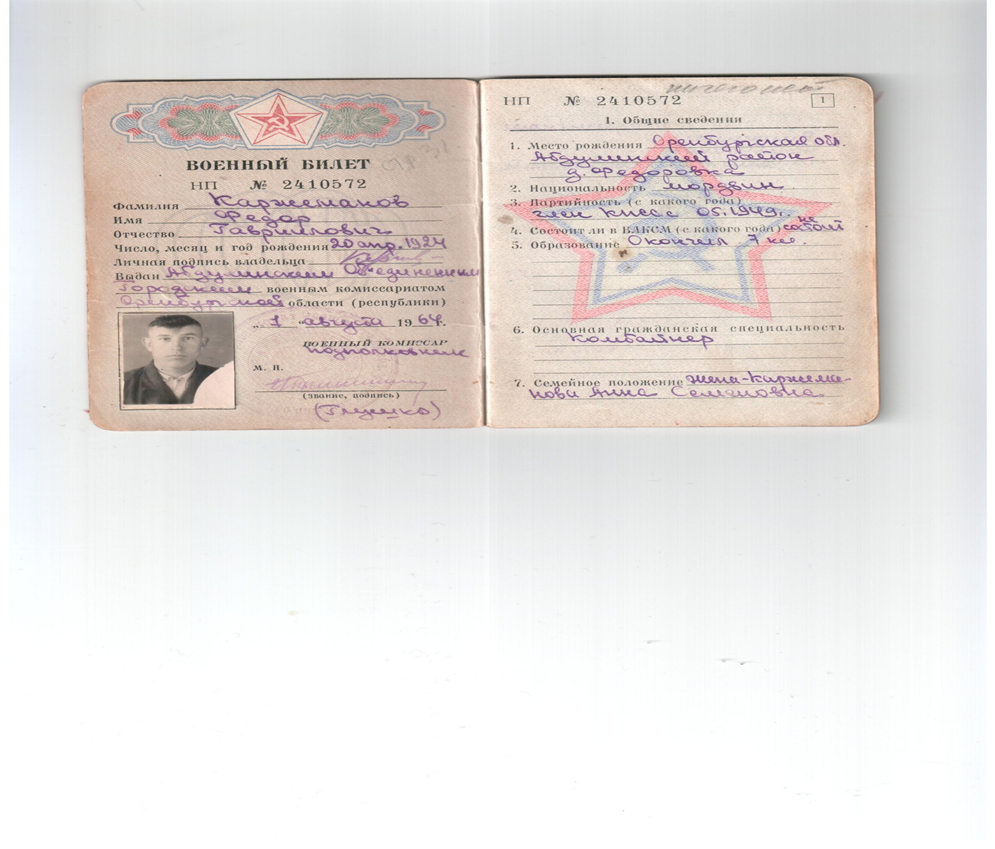 ВОЕННЫЙ БИЛЕТ
НП № 2410572
Фамилия Каржеманов
Имя Федор
Отчество Гаврилович
Число, месяц и год рождения 20 апр. 1924
Личная подпись владельца
Выдан Абдулинским Объединенным
Городским военным комиссариатом
Оренбургской области (республики)
„ 1 " августа 1964г.
ВОЕННЫЙ КОМИССАР
подполковник
М. П.
(звание, подпись)
(Глушко)
НП № 2410572
1
I. Общие сведения
1. Место рождения Оренбургская обл.
Абдулинский район
д. Федоровка
2. Национальность мордвин
3. Партийность (с какого года)
член КПСС с 05.1949г.
4. Состоит ли в ВЛКСМ (с какого года) не состоит
5. Образование Окончил 7 кл.
6. Основная гражданская специальность
Комбайнер
7. Семейное положение жена-Каржема-
нова Анна Семеновна